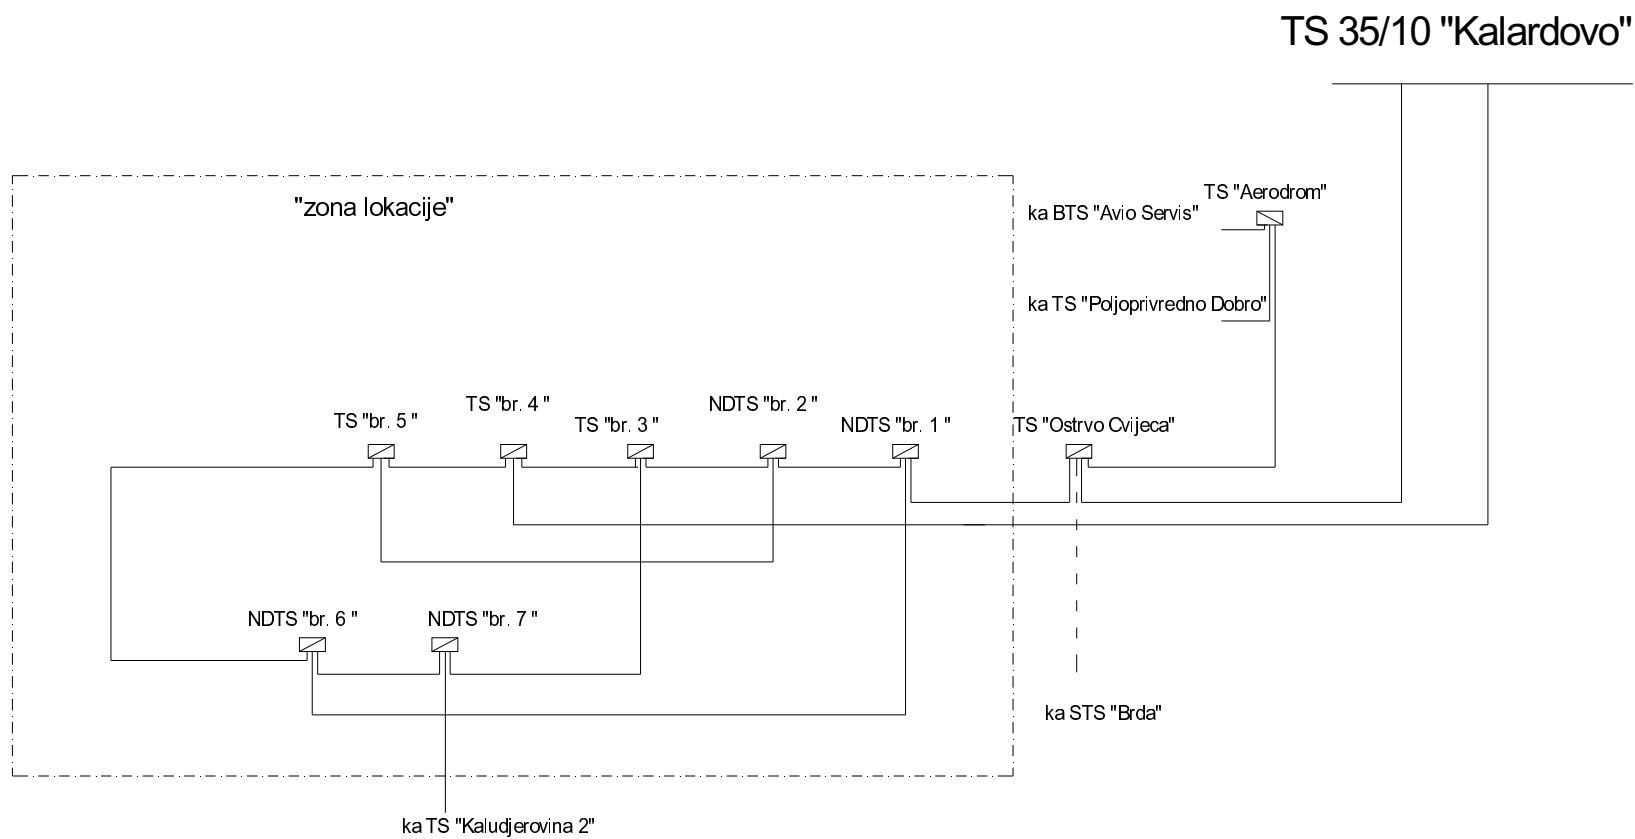 TS 35/10 "Kalardovo"
"zona lokacije"
TS "Aerodrom"
ka BTS "Avio Servis"
ka TS "Poljoprivredno Dobro"
TS "br. 5 "
TS "br. 4 "
TS "br. 3 "
NDTS "br. 2 "
NDTS "br. 1 "
TS "Ostrvo Cvijeca"
NDTS "br. 6 "
NDTS "br. 7 "
ka STS "Brda"
ka TS "Kaludjerovina 2"